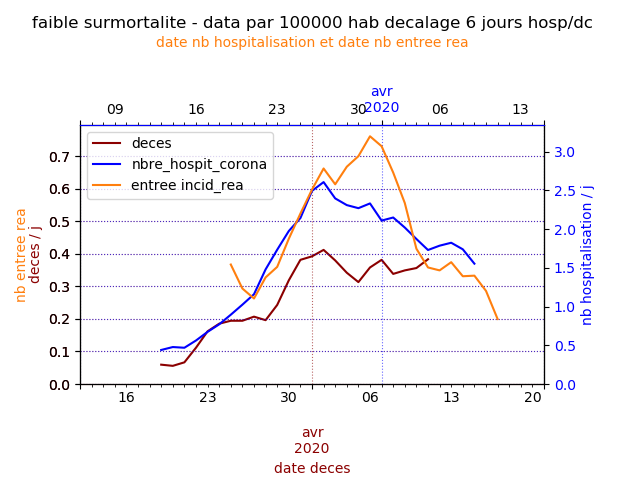 faible surmortalite - data par 100000 hab decalage 6 jours hosp/dc
date nb hospitalisation et date nb entree rea
avr
2020
09 16 23 30 06 13
deces
nbre_hospit_corona
entree incid_rea
nb entree rea
deces / j
0.7
0.6
0.5
0.4
0.3
0.2
0.1
0.0
3.0
2.5
2.0
1.5
1.0
0.5
0.0
nb hospitalisation / j
16 23 30 06 13 20
avr
2020
date deces